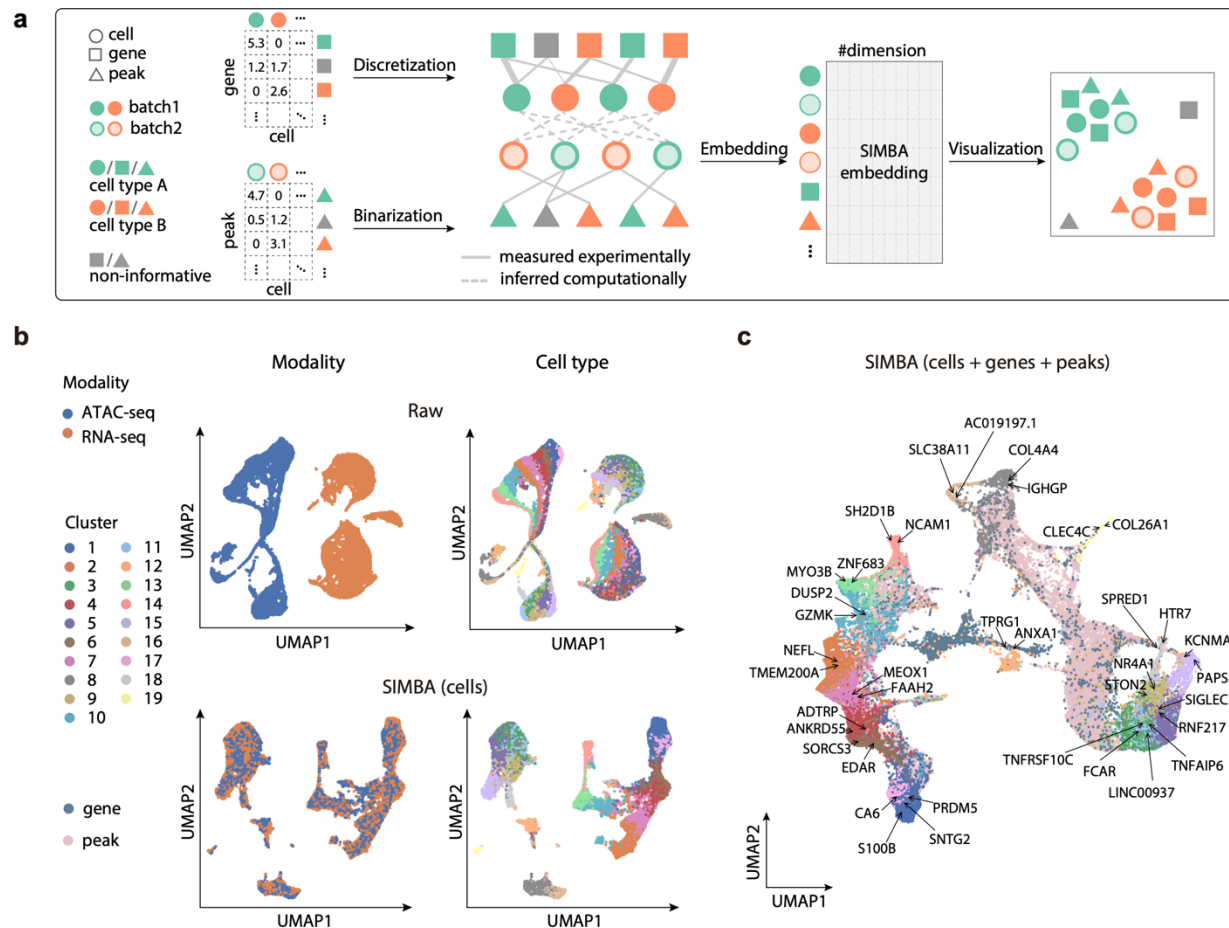 a
cell
gene
peak
batch1
batch2
cell type A
cell type B
non-informative
gene
5.3 0 ...
1.2 1.7
0 2.6
cell
Discretization
peak
4.7 0 ...
0.5 1.2
0 3.1
cell
Binarization
measured experimentally
inferred computationally
Embedding
#dimension
SIMBA
embedding
Visualization
b
Modality
Cell type
Modality
ATAC-seq
RNA-seq
Raw
UMAP2
UMAP1
UMAP2
UMAP1
Cluster
1 11
2 12
3 13
4 14
5 15
6 16
7 17
8 18
9 19
10
SIMBA (cells)
gene
peak
UMAP2
UMAP1
UMAP2
UMAP1
c
SIMBA (cells + genes + peaks)
AC019197.1
SLC38A11
COL4A4
IGHGP
SH2D1B
NCAM1
CLEC4C
COL26A1
MYO3B
ZNF683
DUSP2
GZMK
SPRED1
HTR7
TPRG1
ANXA1
KCNMA
NEFL
TMEM200A
MEOX1
FAAH2
NR4A1
PAPS
STON2
SIGLEC
ADTRP
ANKRD55
SORCS3
EDAR
RNF217
TNFRSF10C
TNFAIP6
FCAR
LINC00937
CA6
PRDM5
SNTG2
S100B
UMAP2
UMAP1